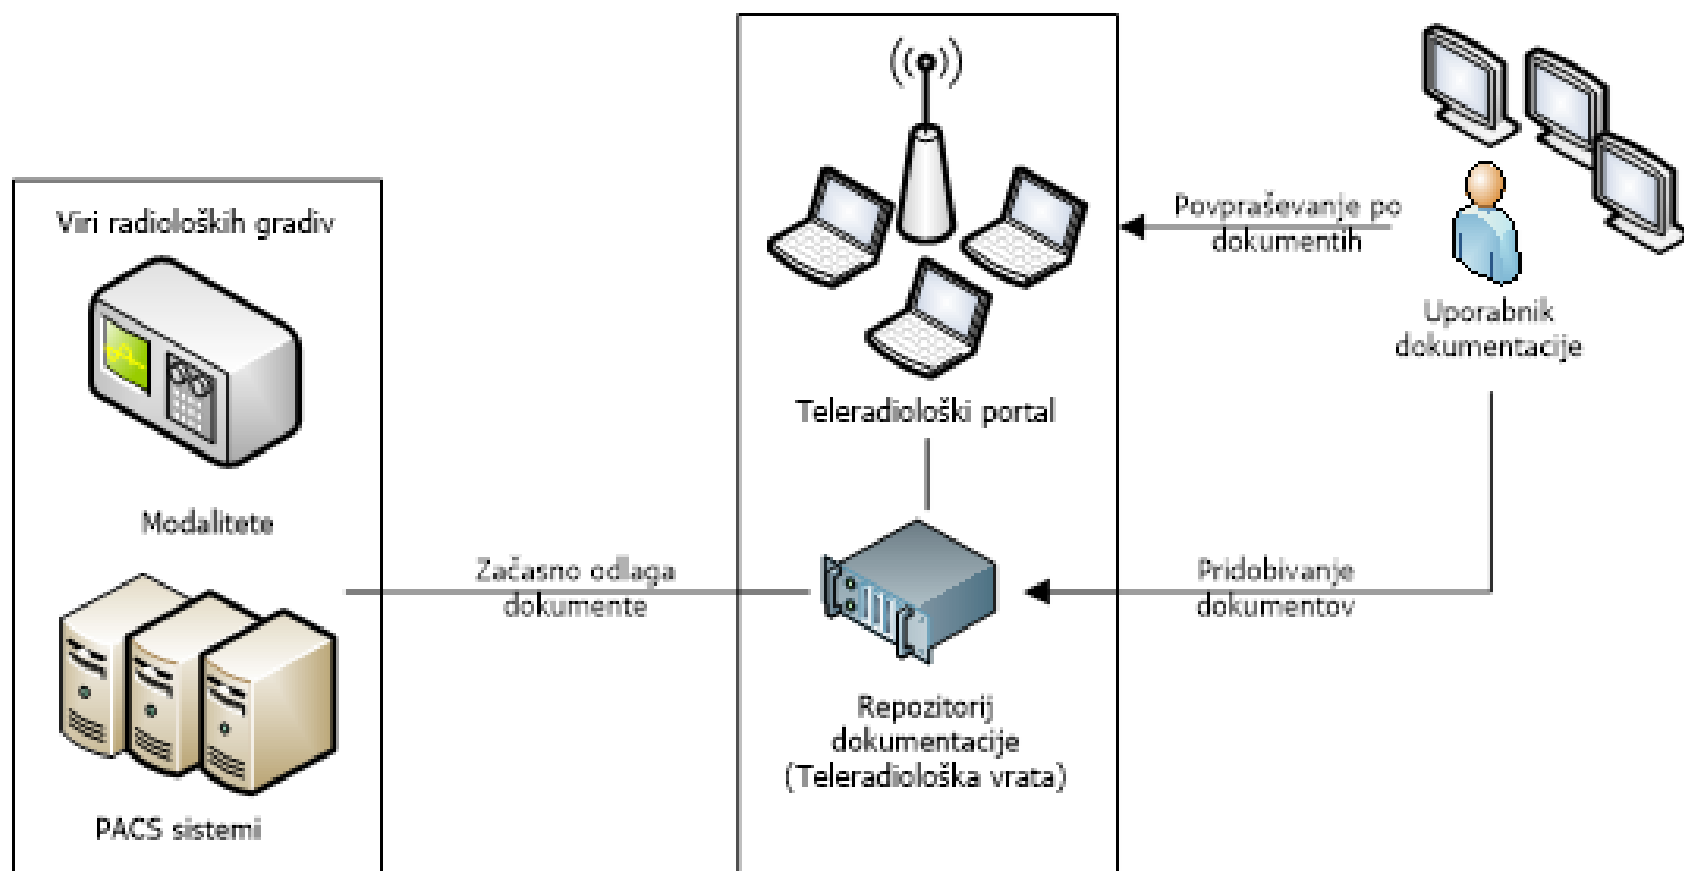 Viri radioloških gradiv
Modalitete
PACS sistemi
Začasno odlaga
dokumente
Teleradiološki portal
Repozitorij
dokumentacije
(Teleradiološka vrata)
Povpraševanje po
dokumentih
Uporabnik
dokumentacije
Pridobivanje
dokumentov